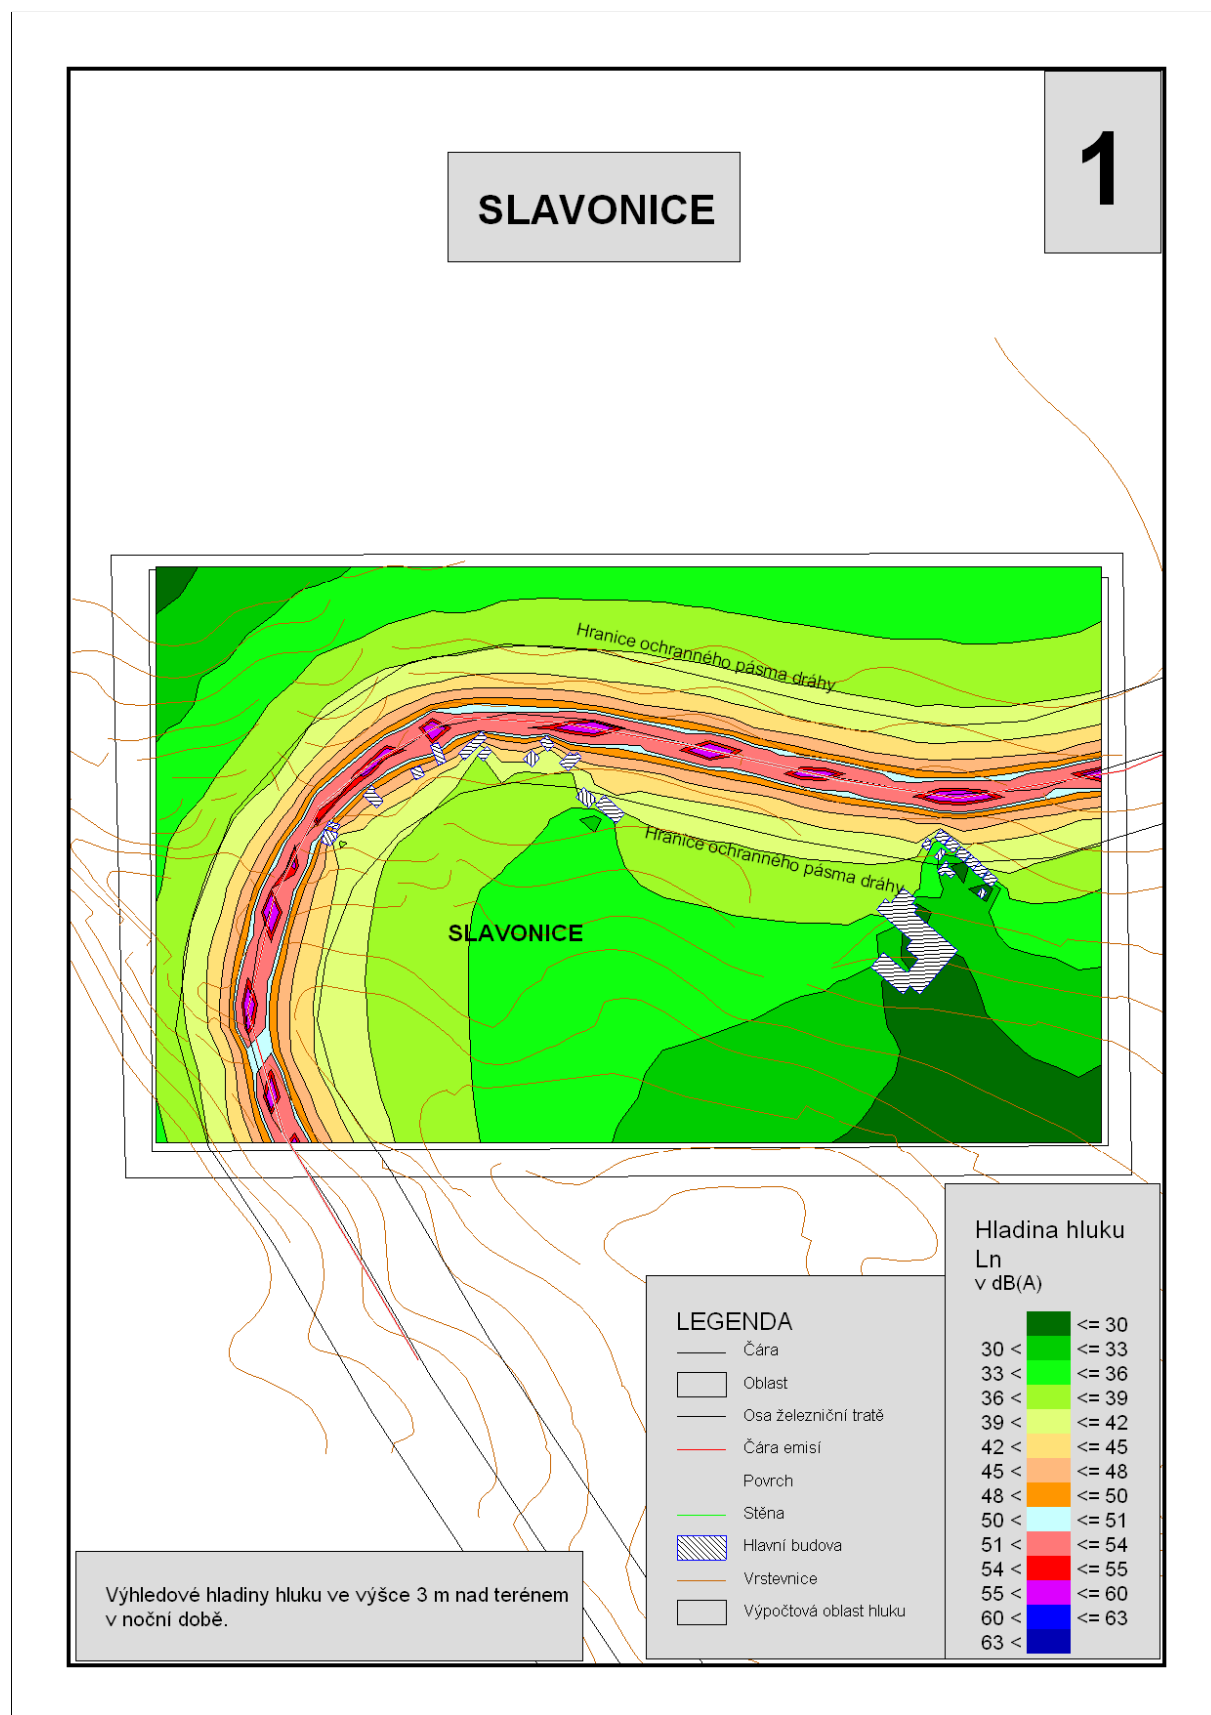 1
SLAVONICE
Hranice ochranného pásma dráhy
Hranice ochranného pásma dráhy
SLAVONICE
Hladina hluku
Ln
v dB(A)
<= 30
30 < <= 33
33 < <= 36
36 < <= 39
39 < <= 42
42 < <= 45
45 < <= 48
48 < <= 50
50 < <= 51
51 < <= 54
54 < <= 55
55 < <= 60
60 < <= 63
63 <
LEGENDA
Čára
Oblast
Osa železniční tratě
Čára emisí
Povrch
Stěna
Hlavní budova
Vrstevnice
Výpočtová oblast hluku
Výhledové hladiny hluku ve výšce 3 m nad terénem
v noční době.